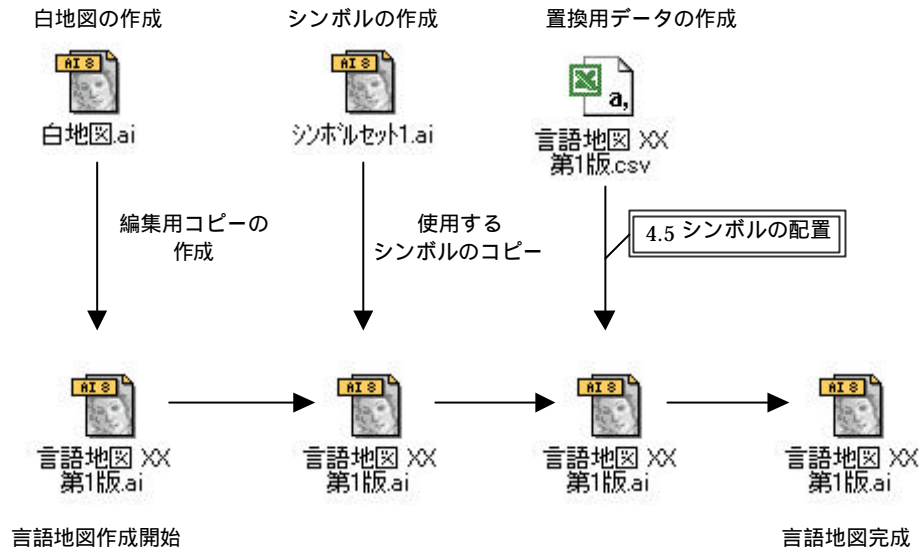 白地図の作成
シンボルの作成
置換用データの作成
AI 8
AI 8
a,
白地図.ai
シンボルセット1.ai
言語地図 XX
第1版.csv
編集用コピーの
作成
使用する
シンボルのコピー
4.5 シンボルの配置
AI 8
AI 8
AI 8
AI 8
言語地図 XX
第1版.ai
言語地図 XX
第1版.ai
言語地図 XX
第1版.ai
言語地図 XX
第1版.ai
言語地図作成開始
言語地図完成